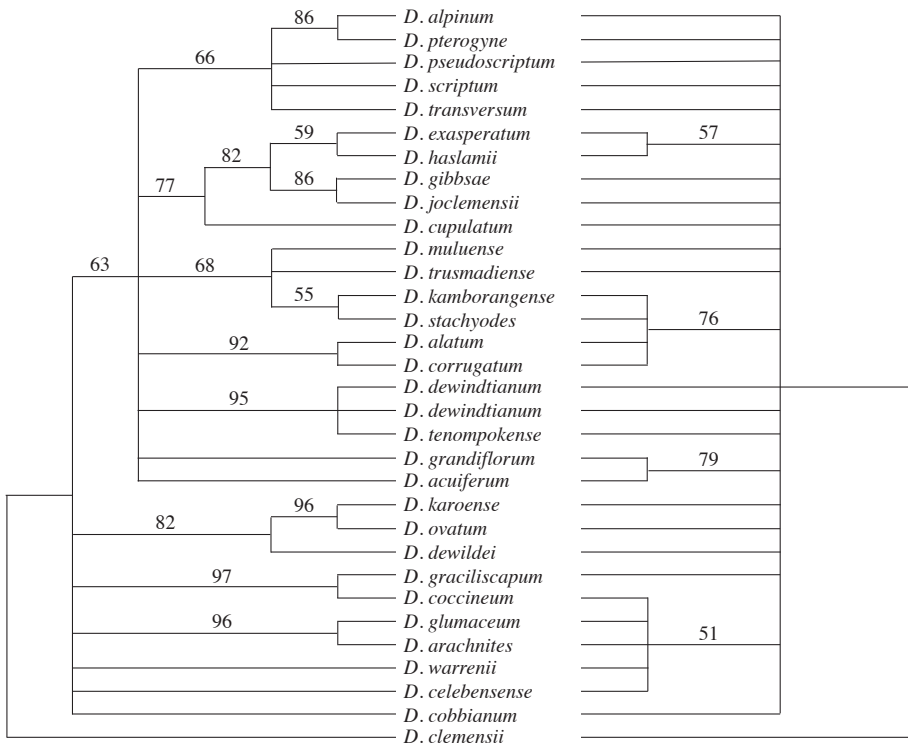 86 D. alpinum
D. pterogyne
66 D. pseudoscriptum
D. scriptum
D. transversum
59 D. exasperatum 57
82 D. haslamii
86 D. gibbsae
77 D. joclemensii
D. cupulatum
D. muluense
63 68 D. trusmadiense
55 D. kamborangense
D. stachyodes 76
92 D. alatum
D. corrugatum
D. dewindtianum
95 D. dewindtianum
D. tenompokense
D. grandiflorum 79
D. acuiferum
96 D. karoense
82 D. ovatum
D. dewildei
97 D. graciliscapum
D. coccineum
96 D. glumaceum
D. arachnites 51
D. warrenii
D. celebensense
D. cobbianum
D. clemensii